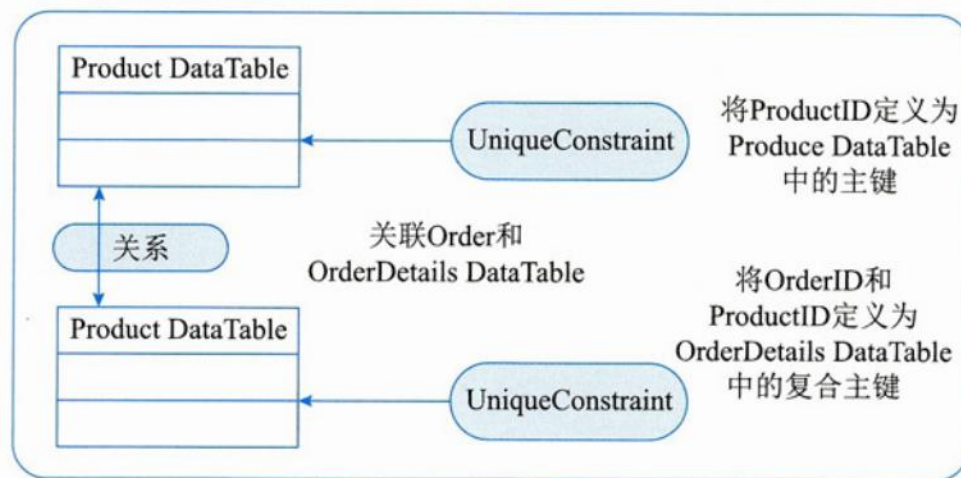 Product DataTable
UniqueConstraint
将ProductID定义为
Produce DataTable
中的主键
关系
关联Order和
OrderDetails DataTable
Product DataTable
UniqueConstraint
将OrderID和
ProductID定义为
OrderDetails DataTable
中的复合主键